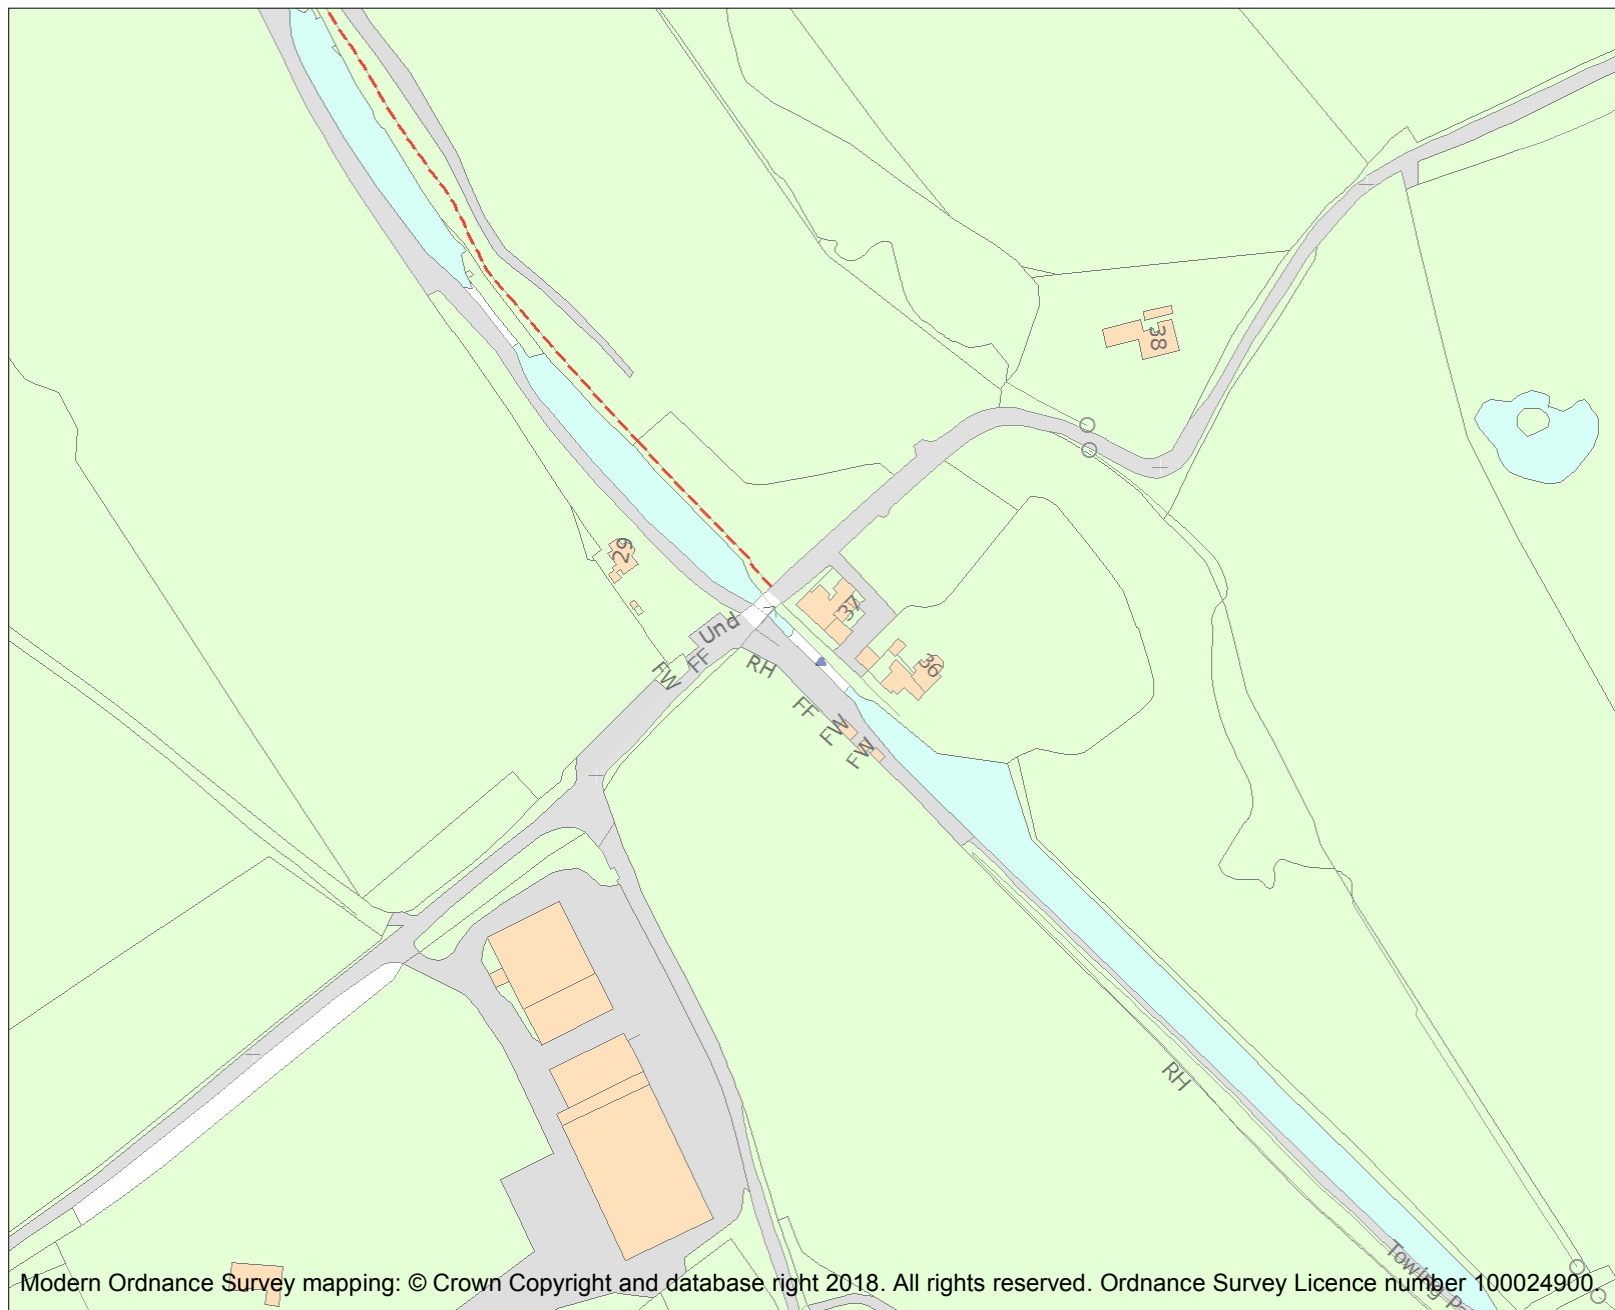 38
29
37
Und
FF
RH
36
FW
FF
FW
FW
RH
Towing P
Modern Ordnance Survey mapping: © Crown Copyright and database right 2018. All rights reserved. Ordnance Survey Licence number 100024900.